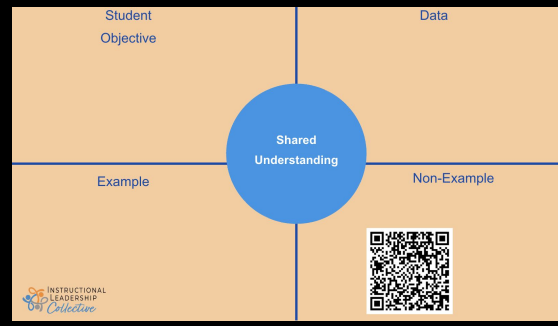 Student
Objective
Data
Shared
Understanding
Example
Non-Example
INSTRUCTIONAL
LEADERSHIP
Collective